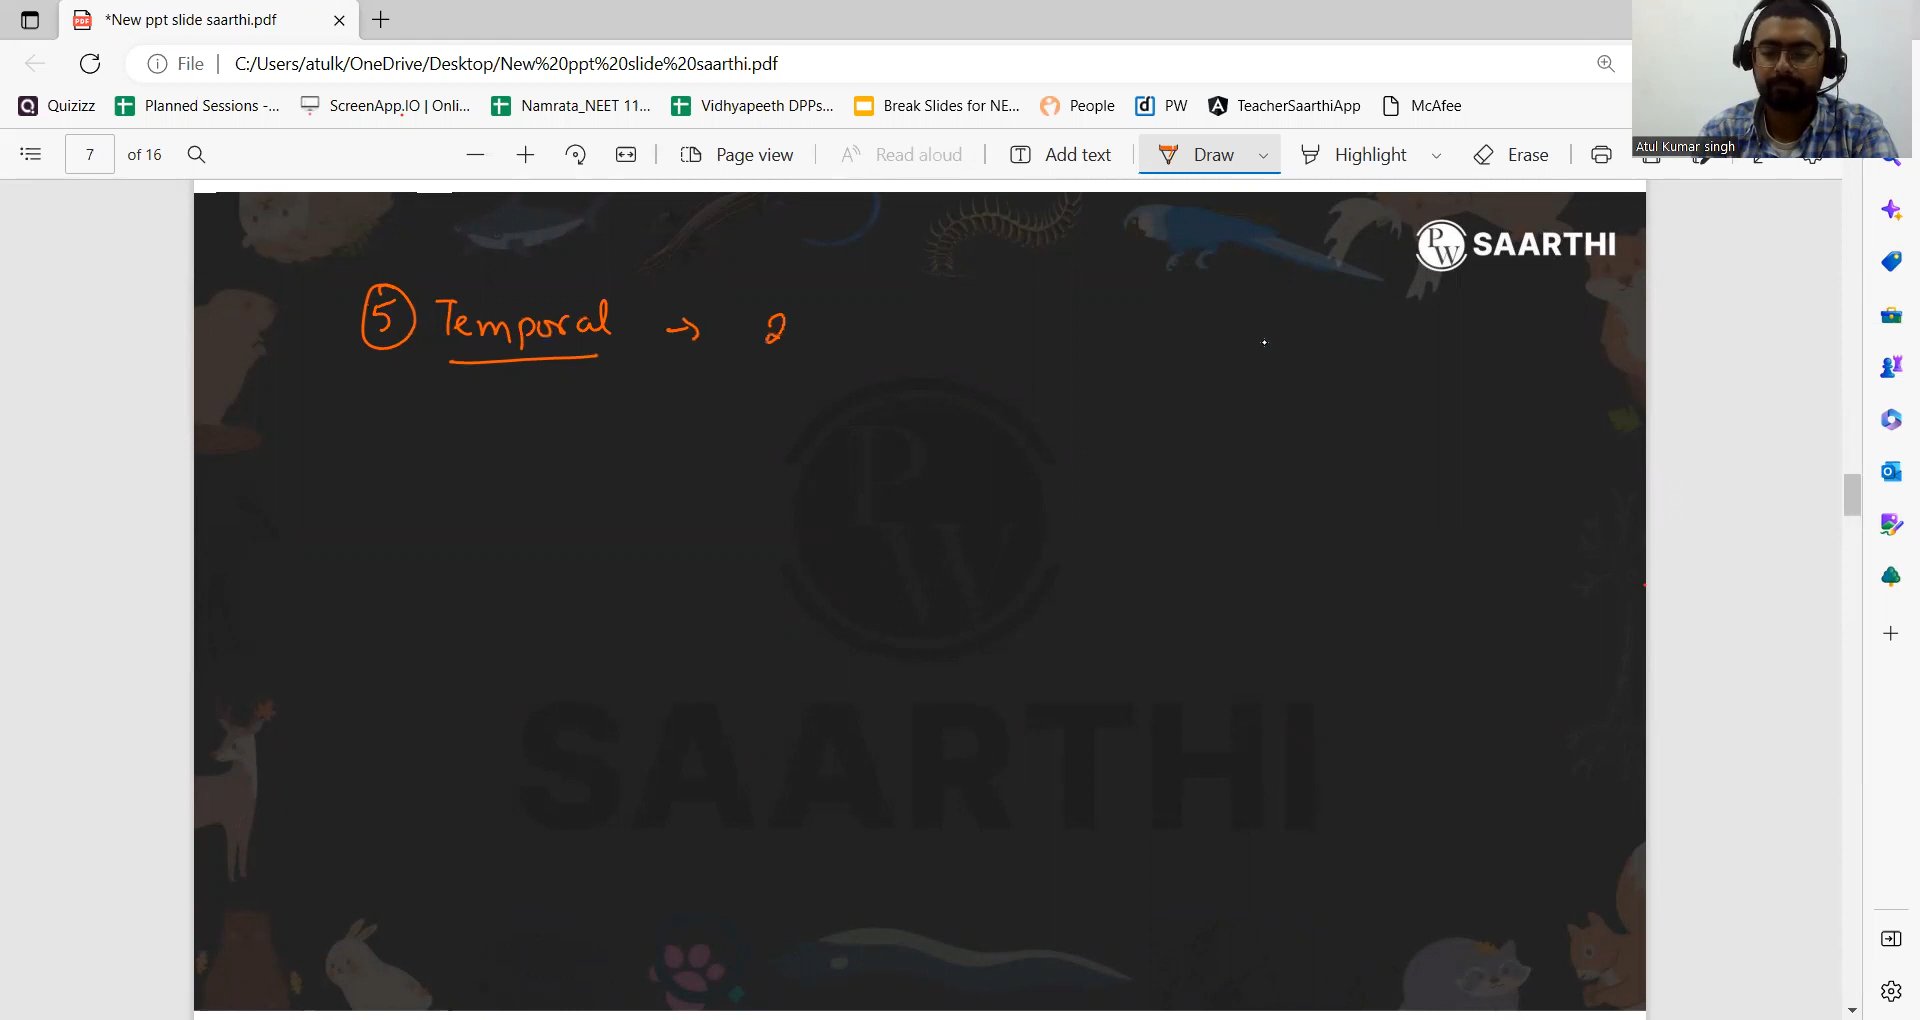 *New ppt slide saarthi.pdf
File
C:/Users/atulk/OneDrive/Desktop/New%20ppt%20slide%20saarthi.pdf
Quizizz
Planned Sessions -...
ScreenApp.IO | Onli...
Namrata_NEET 11...
Vidhyapeeth DPPs...
Break Slides for NE...
People
PW
TeacherSaarthiApp
McAfee
7 of 16
Page view
Read aloud
Add text
Draw
Highlight
Erase
Atul Kumar singh
PW SAARTHI
5 Temporal → 2
PW
SAARTHI